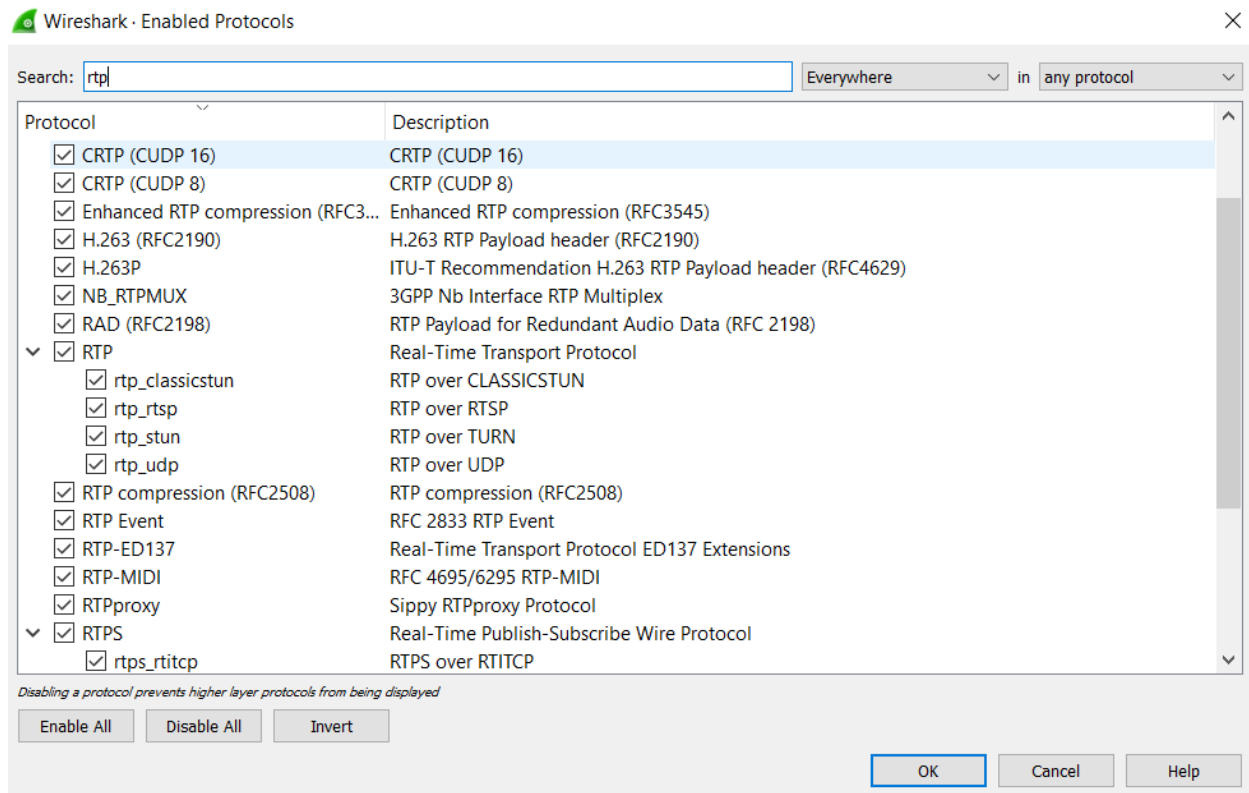 Wireshark · Enabled Protocols
Search: rtp Everywhere in any protocol
Protocol Description
CRTP (CUDP 16) CRTP (CUDP 16)
CRTP (CUDP 8) CRTP (CUDP 8)
Enhanced RTP compression (RFC3... Enhanced RTP compression (RFC3545)
H.263 (RFC2190) H.263 RTP Payload header (RFC2190)
H.263P ITU-T Recommendation H.263 RTP Payload header (RFC4629)
NB_RTPMUX 3GPP Nb Interface RTP Multiplex
RAD (RFC2198) RTP Payload for Redundant Audio Data (RFC 2198)
RTP Real-Time Transport Protocol
rtp_classicstun RTP over CLASSICSTUN
rtp_rtsp RTP over RTSP
rtp_stun RTP over TURN
rtp_udp RTP over UDP
RTP compression (RFC2508) RTP compression (RFC2508)
RTP Event RFC 2833 RTP Event
RTP-ED137 Real-Time Transport Protocol ED137 Extensions
RTP-MIDI RFC 4695/6295 RTP-MIDI
RTPproxy Sippy RTPproxy Protocol
RTPS Real-Time Publish-Subscribe Wire Protocol
rtps_rtitcp RTPS over RTITCP
Disabling a protocol prevents higher layer protocols from being displayed
Enable All Disable All Invert
OK Cancel Help